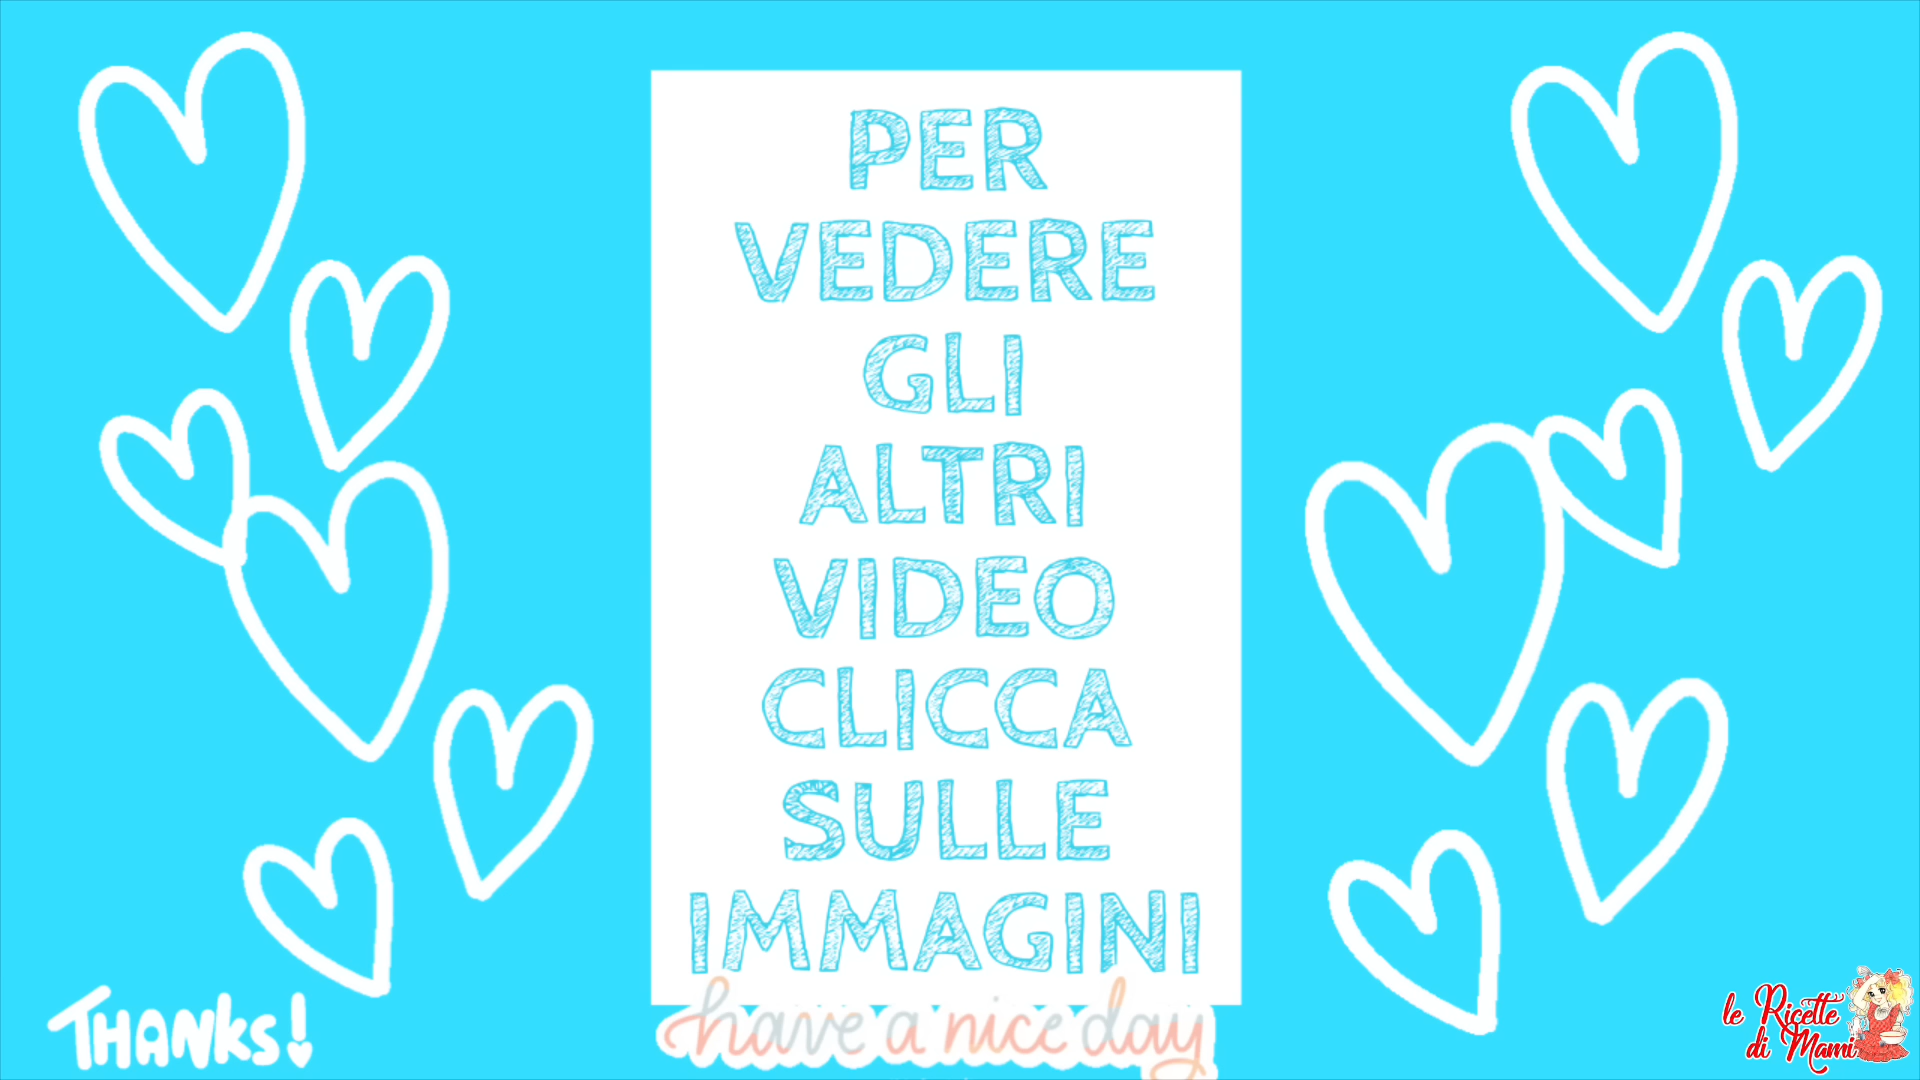 PER
VEDERE
GLI
ALTRI
VIDEO
CLICCA
SULLE
IMMAGINI
have a nice day
THANKS!
le Ricette
di Mami